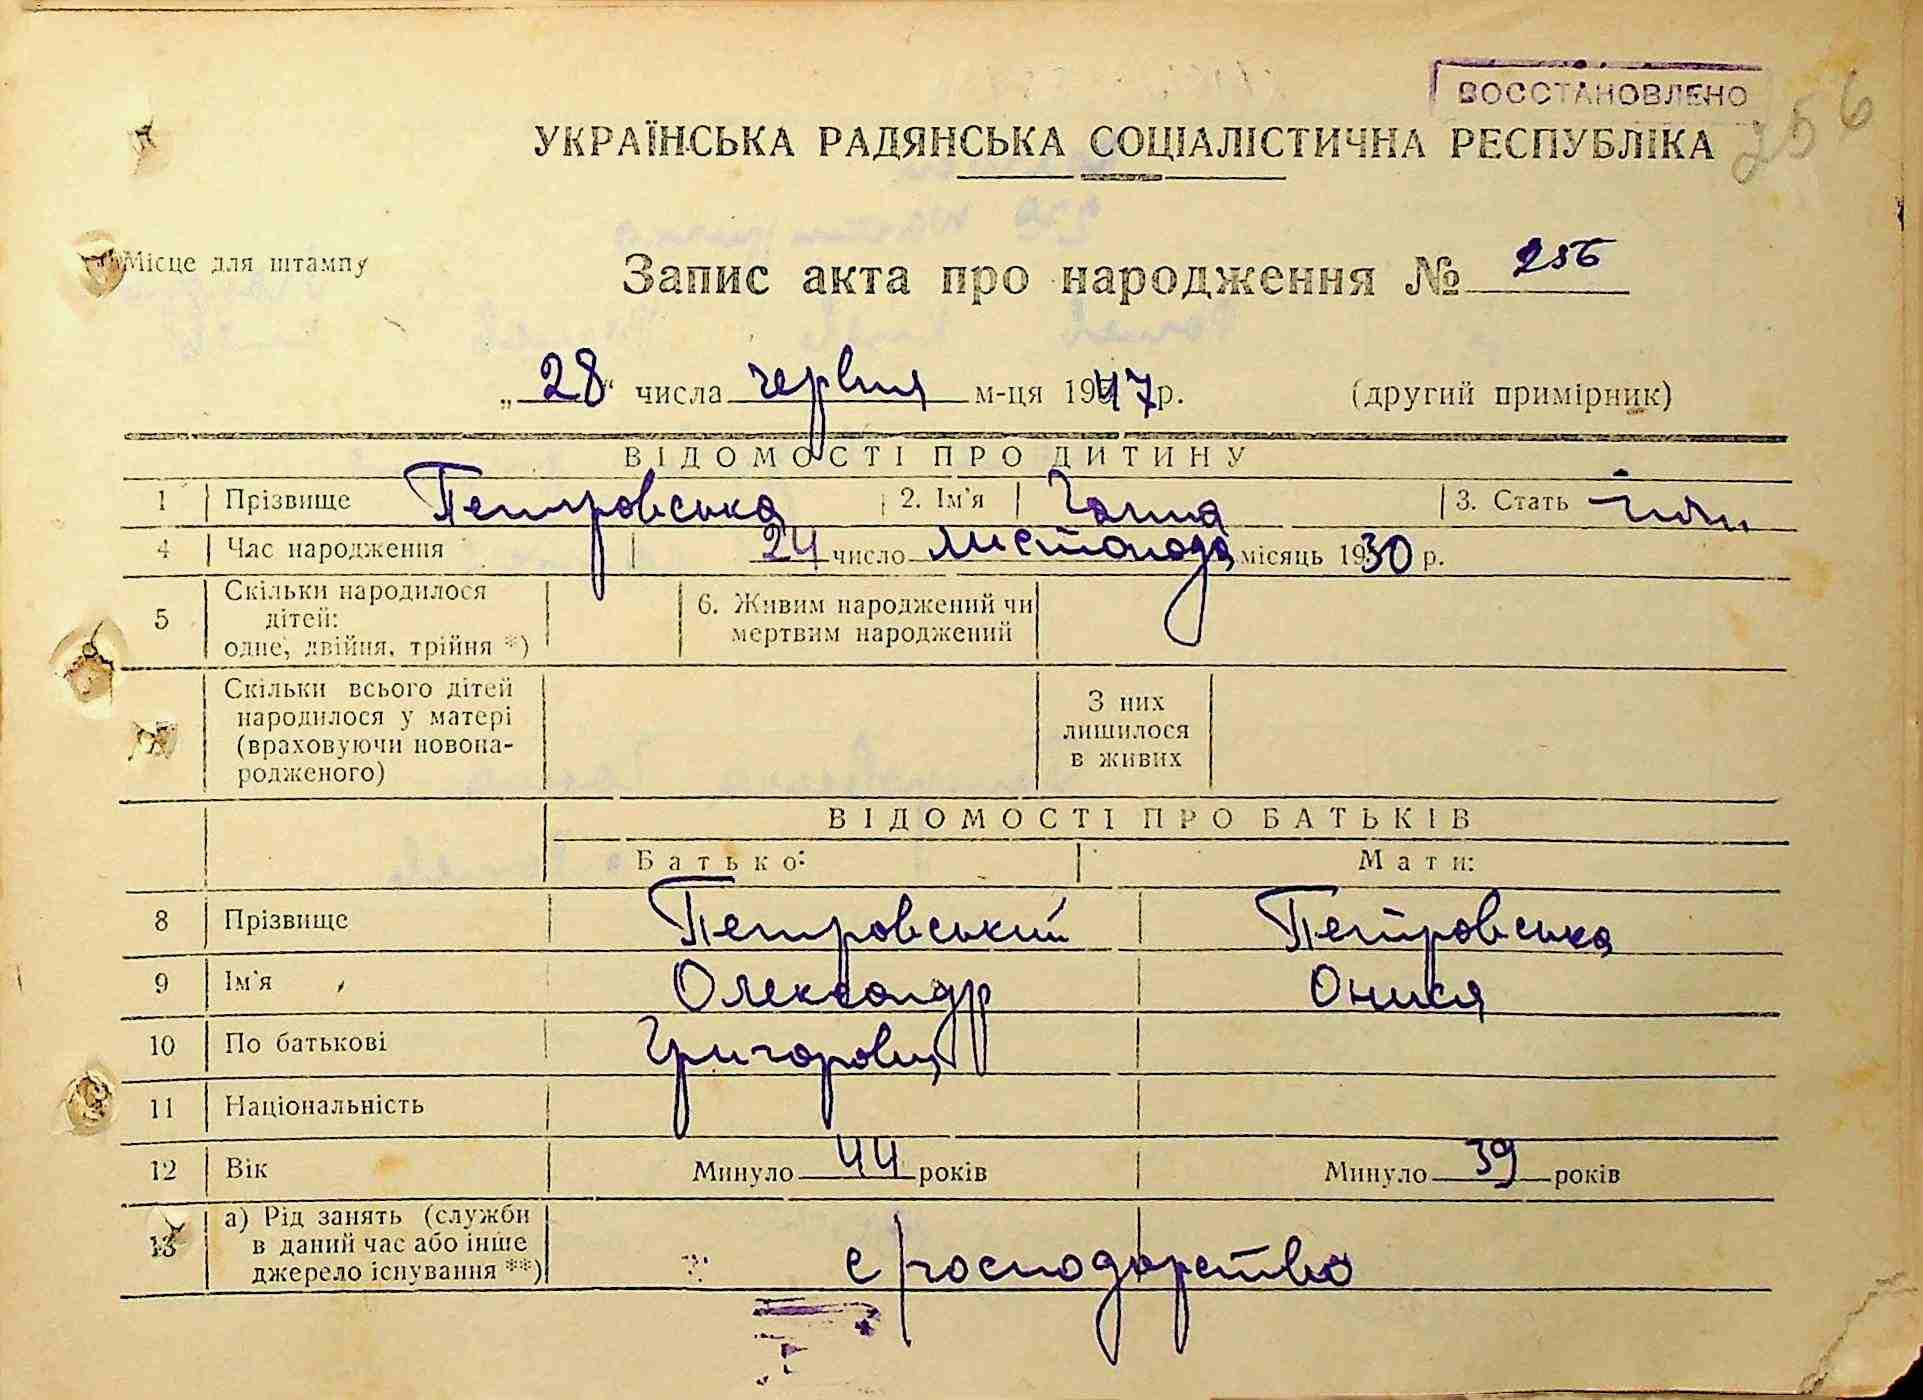 ВОССТАНОВЛЕНО
256
УКРАЇНСЬКА РАДЯНСЬКА СОЦІАЛІСТИЧНА РЕСПУБЛІКА
Місце для штампу
Запис акта про народження № 256
„28“ числа червня м-ця 1947 р. (другий примірник)
ВІДОМОСТІ ПРО ДИТИНУ
1 Прізвище Петровська 2. Ім'я Ганна 3. Стать
4 Час народження 24 число листопада місяць 1930 р.
5 Скільки народилося дітей: одне, двійня, трійня *) 6. Живим народжений чи мертвим народжений
Скільки всього дітей народилося у матері (враховуючи новонародженого) З них лишилося в живих
ВІДОМОСТІ ПРО БАТЬКІВ
Батько: Мати:
8 Прізвище Петровський Петровська
9 Ім'я Олександр Онися
10 По батькові Григорович
11 Національність
12 Вік Минуло 44 років Минуло 39 років
13 а) Рід занять (служби в даний час або інше джерело існування **) с/господарство